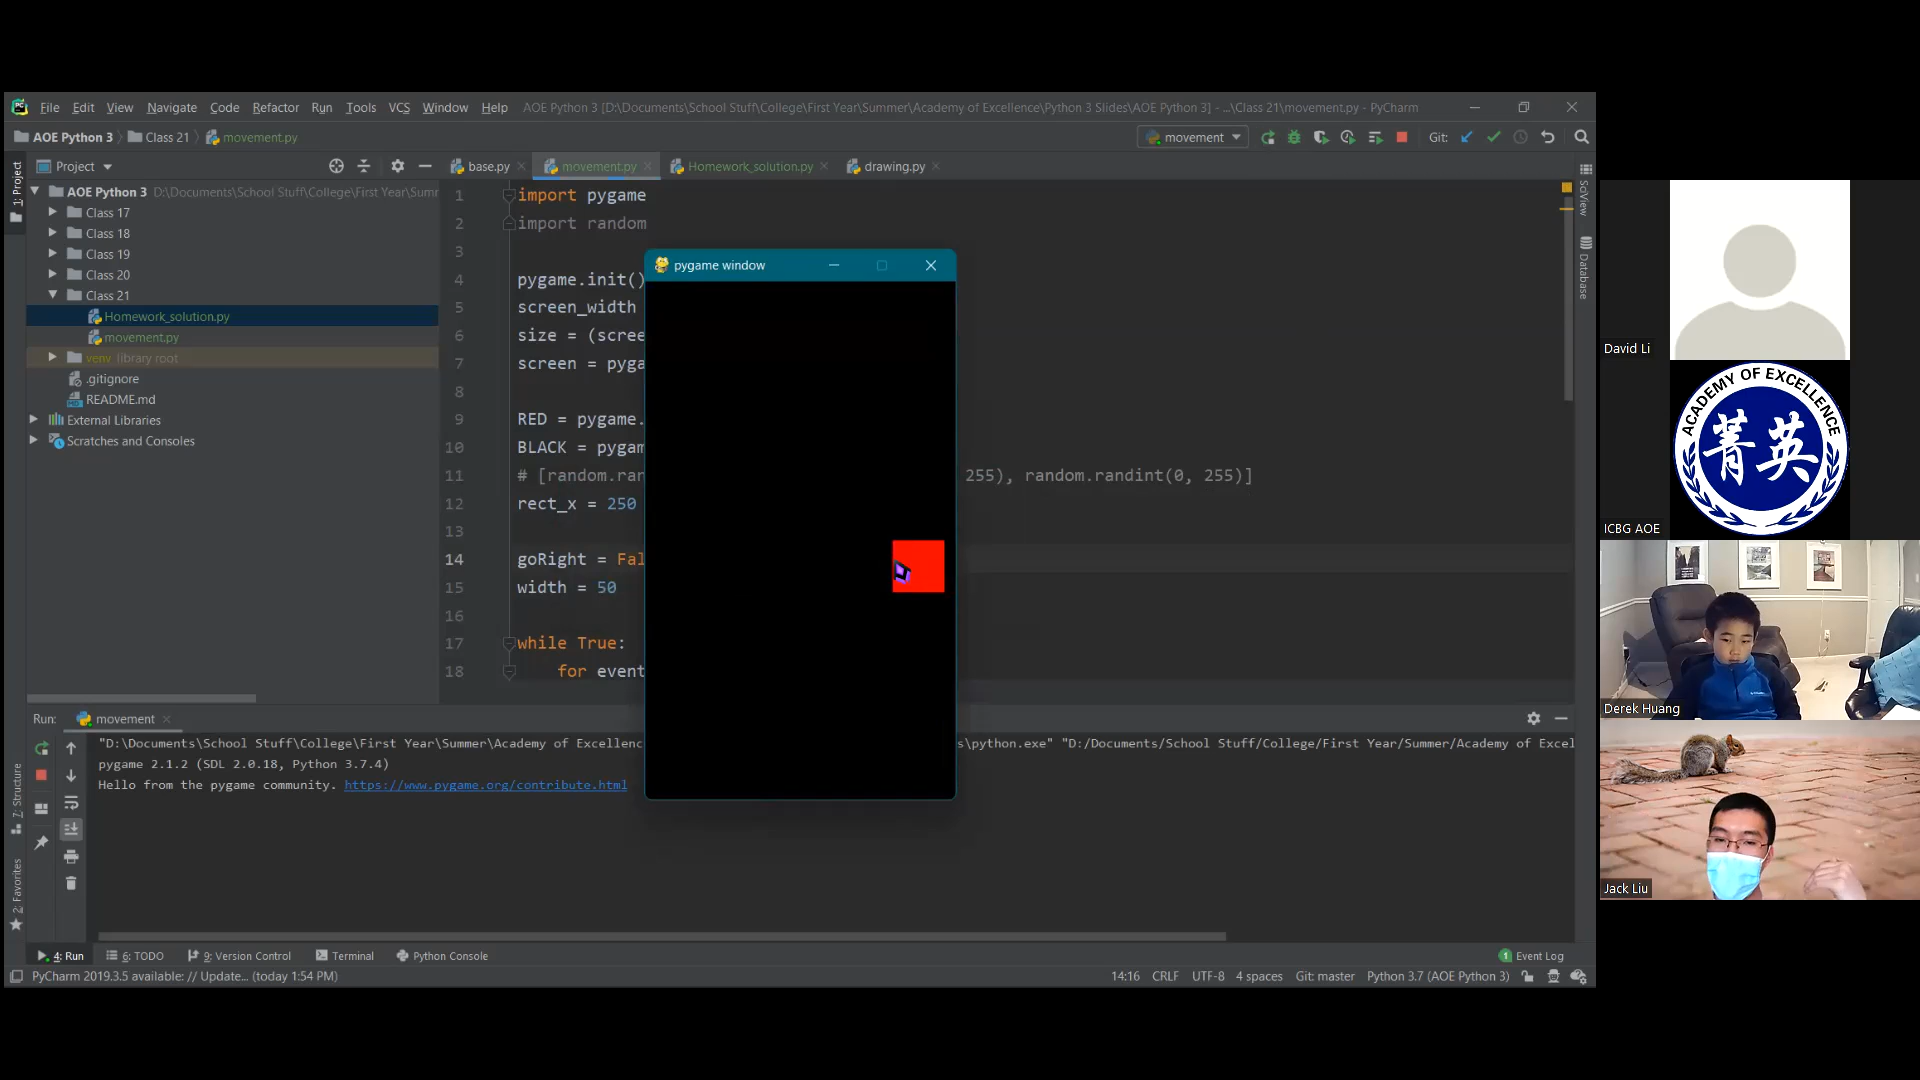 File Edit View Navigate Code Refactor Run Tools VCS Window Help AOE Python 3 [D:\Documents\School Stuff\College\First Year\Summer\Academy of Excellence\Python 3 Slides\AOE Python 3] - ...\Class 21\movement.py - PyCharm
AOE Python 3 Class 21 movement.py movement Git:
Project base.py movement.py Homework_solution.py drawing.py
1: Project
AOE Python 3 D:\Documents\School Stuff\College\First Year\Summ
Class 17
Class 18
Class 19
Class 20
Class 21
Homework_solution.py
movement.py
venv library root
.gitignore
README.md
External Libraries
Scratches and Consoles
1 import pygame
2 import random
3
4 pygame.init()
5 screen_width
6 size = (scree
7 screen = pyga
8
9 RED = pygame.
10 BLACK = pygam
11 # [random.ran 255), random.randint(0, 255)]
12 rect_x = 250
13
14 goRight = Fal
15 width = 50
16
17 while True:
18 for event
pygame window
SciView
Database
Run: movement
"D:\Documents\School Stuff\College\First Year\Summer\Academy of Excellenc s\python.exe" "D:/Documents/School Stuff/College/First Year/Summer/Academy of Excel
pygame 2.1.2 (SDL 2.0.18, Python 3.7.4)
Hello from the pygame community. https://www.pygame.org/contribute.html
7: Structure
2: Favorites
4: Run 6: TODO 9: Version Control Terminal Python Console 1 Event Log
PyCharm 2019.3.5 available: // Update... (today 1:54 PM) 14:16 CRLF UTF-8 4 spaces Git: master Python 3.7 (AOE Python 3)
David Li
ACADEMY OF EXCELLENCE
菁英
ICBG AOE
Derek Huang
Jack Liu